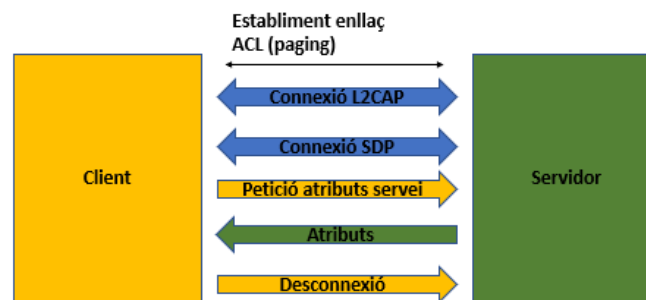 Establiment enllaç
ACL (paging)
Connexió L2CAP
Connexió SDP
Client
Servidor
Petició atributs servei
Atributs
Desconnexió